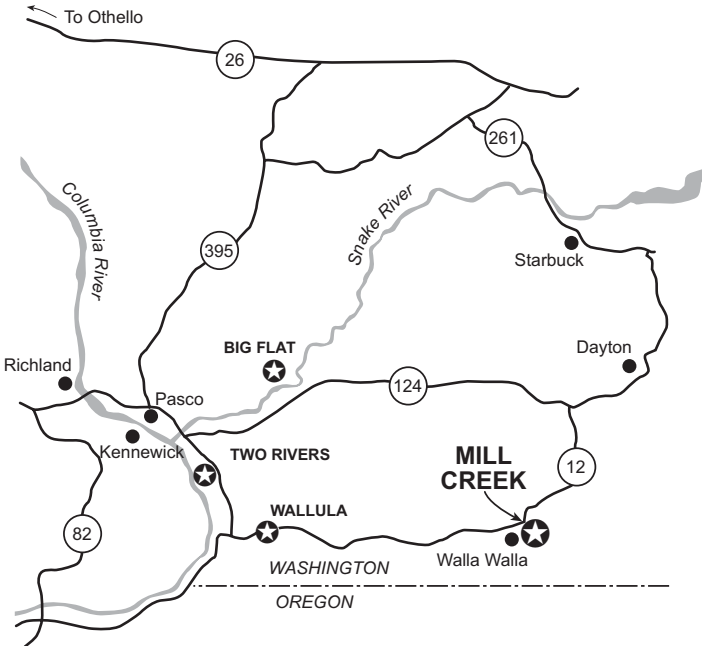 To Othello
26
261
Columbia River
Snake River
395
Starbuck
BIG FLAT
Dayton
Richland
124
Pasco
Kennewick
TWO RIVERS
MILL
CREEK
12
WALLULA
82
Walla Walla
WASHINGTON
OREGON